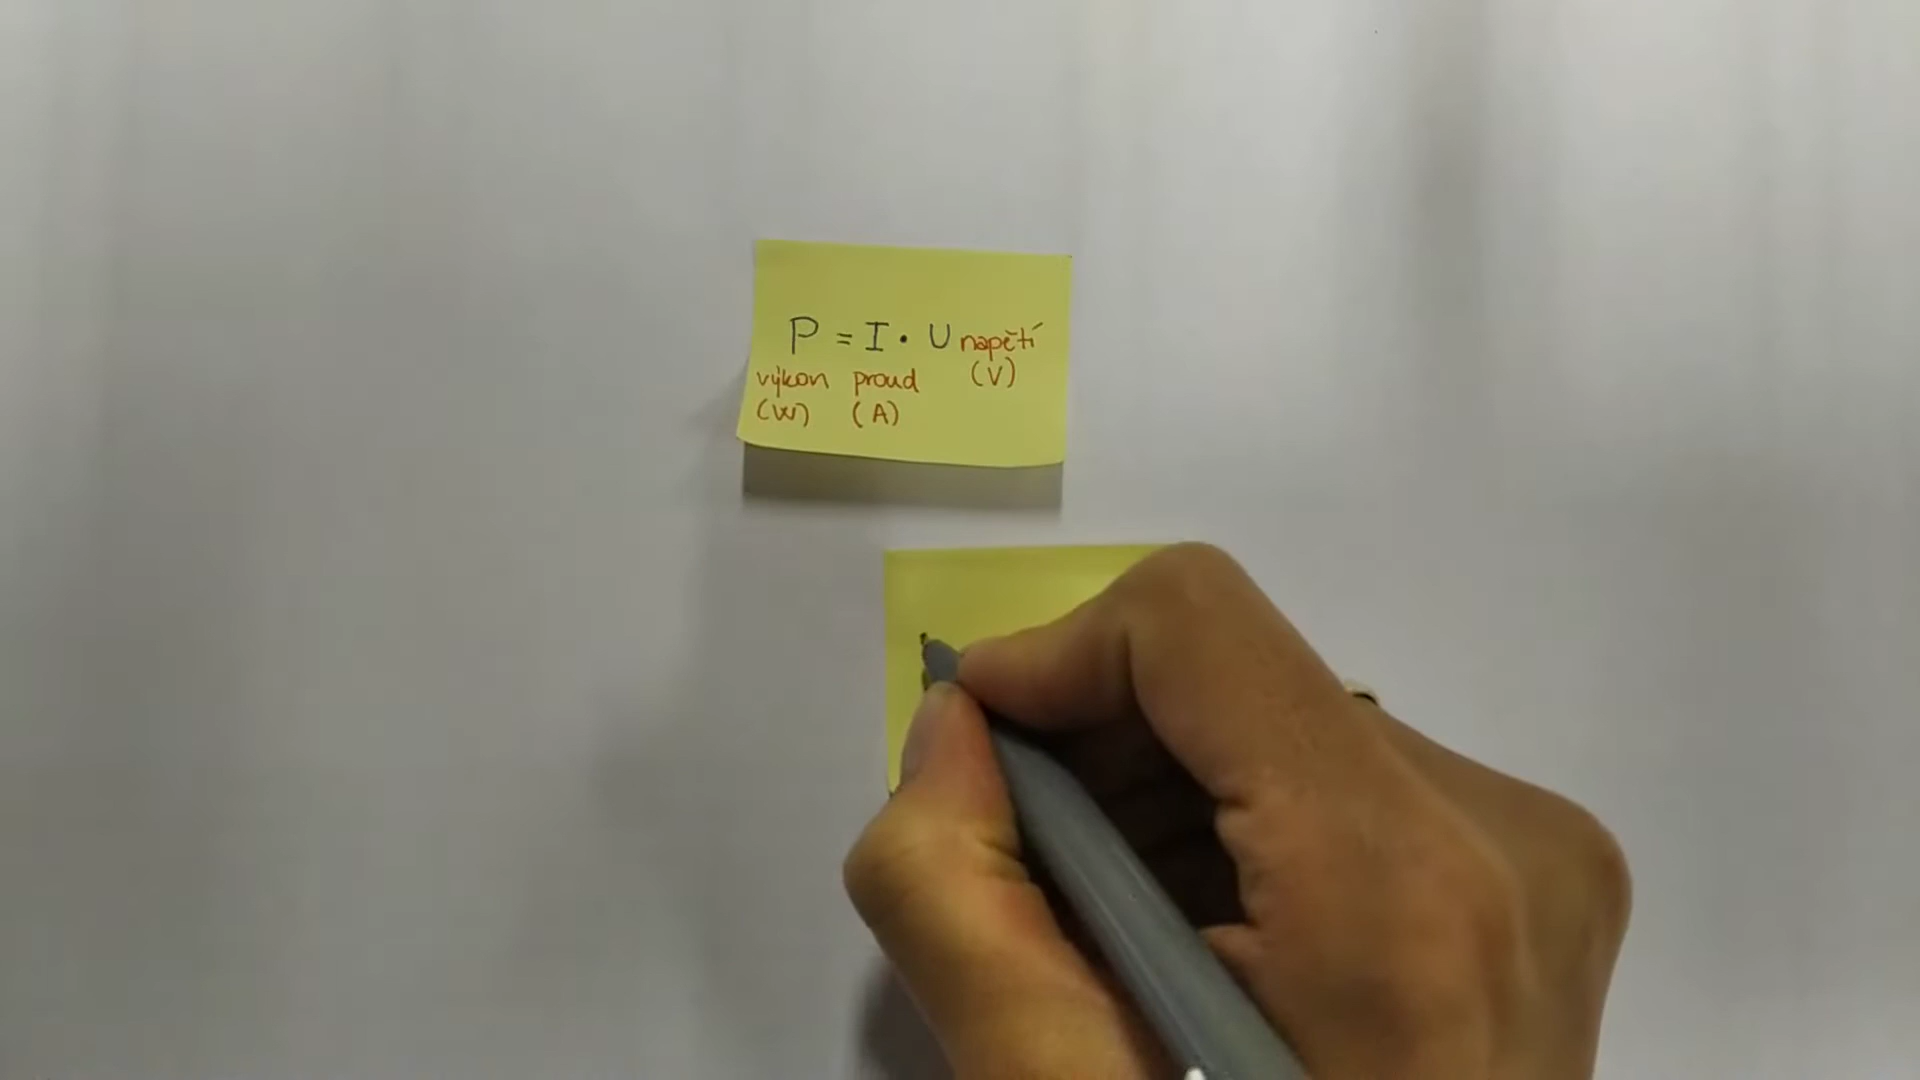 P = I · U napětí
výkon proud (V)
(W) (A)